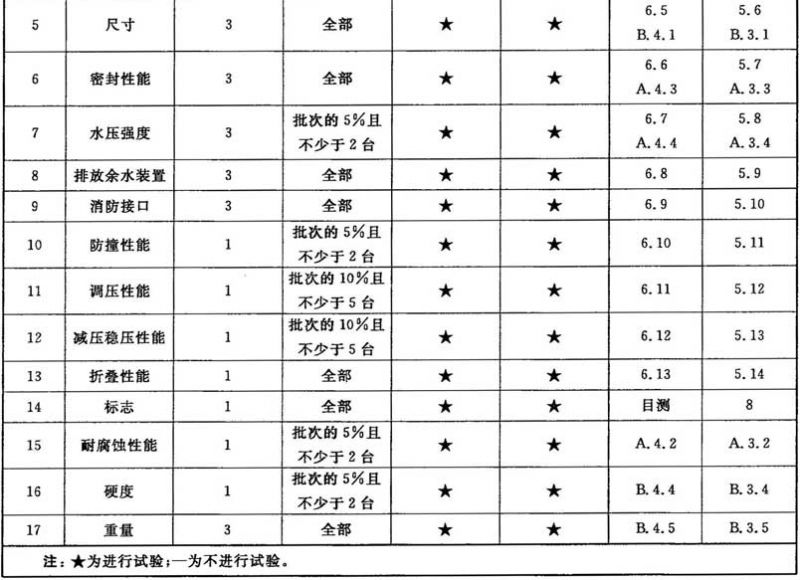 5 尺寸 3 全部 ★ ★ 6.5 5.6
B.4.1 B.3.1
6 密封性能 3 全部 ★ ★ 6.6 5.7
A.4.3 A.3.3
7 水压强度 3 批次的5%且 ★ ★ 6.7 5.8
不少于2台 A.4.4 A.3.4
8 排放余水装置 3 全部 ★ ★ 6.8 5.9
9 消防接口 3 全部 ★ ★ 6.9 5.10
10 防撞性能 1 批次的5%且 ★ ★ 6.10 5.11
不少于2台
11 调压性能 1 批次的10%且 ★ ★ 6.11 5.12
不少于5台
12 减压稳压性能 1 批次的10%且 ★ ★ 6.12 5.13
不少于5台
13 折叠性能 1 全部 ★ ★ 6.13 5.14
14 标志 1 全部 ★ ★ 目测 8
15 耐腐蚀性能 1 批次的5%且 ★ ★ A.4.2 A.3.2
不少于2台
16 硬度 1 批次的5%且 ★ ★ B.4.4 B.3.4
不少于2台
17 重量 3 全部 ★ ★ B.4.5 B.3.5
注:★为进行试验;—为不进行试验。